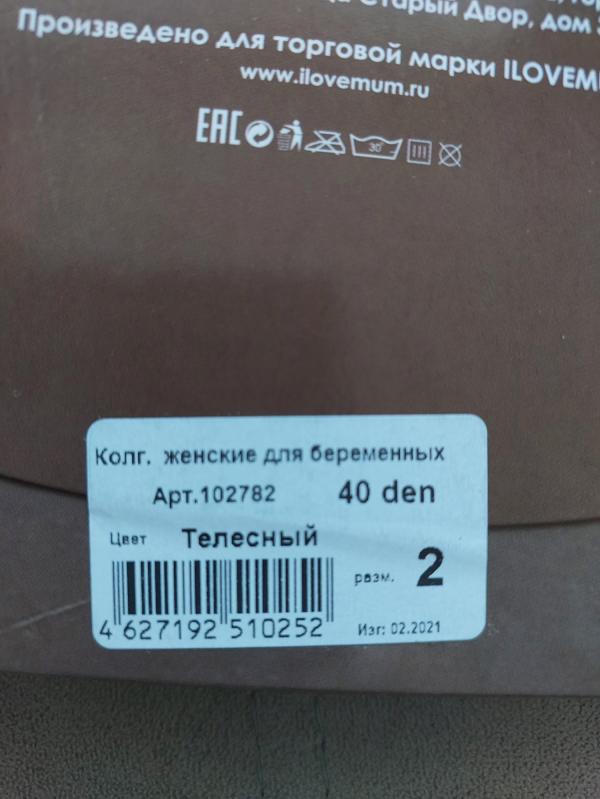 Старый Двор, дом
Произведено для торговой марки ILOVEM
www.ilovemum.ru
EAC
30°
Колг. женские для беременных
Арт.102782 40 den
Цвет Телесный
разм. 2
4 627192 510252
Изг: 02.2021